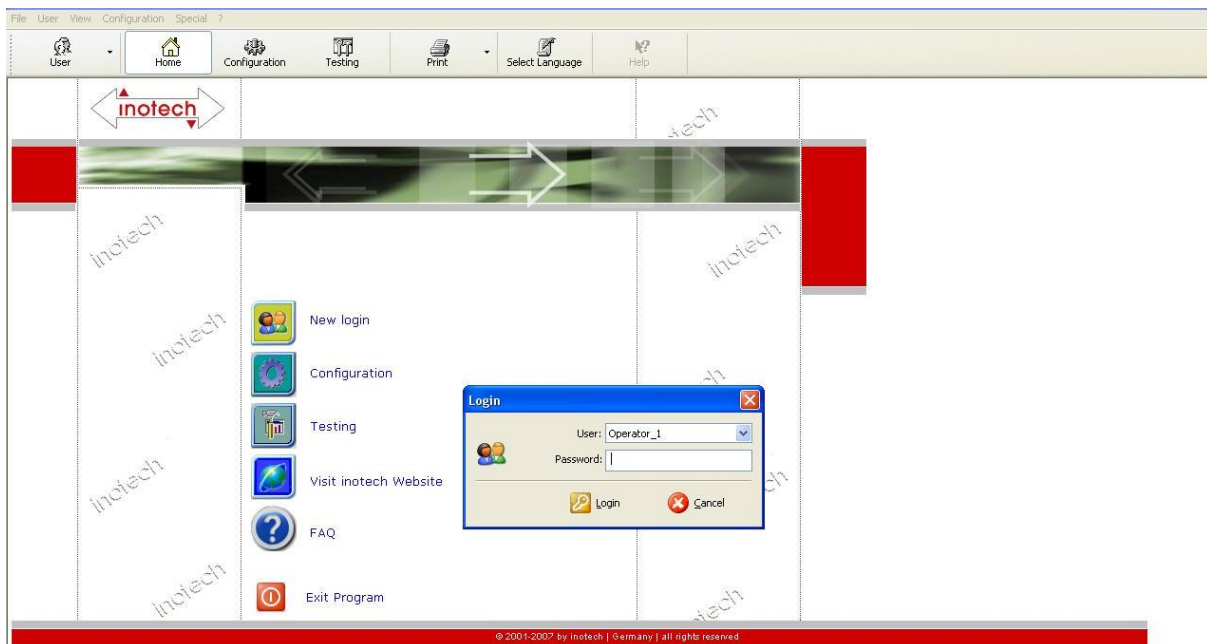 File User View Configuration Special ?
User Home Configuration Testing Print Select Language Help
inotech
inotech
inotech
inotech
New login
inotech
Configuration
Login
User: Operator_1
Testing
Password:
Visit inotech Website
inotech
Login Cancel
FAQ
inotech
Exit Program
© 2001-2007 by inotech | Germany | all rights reserved